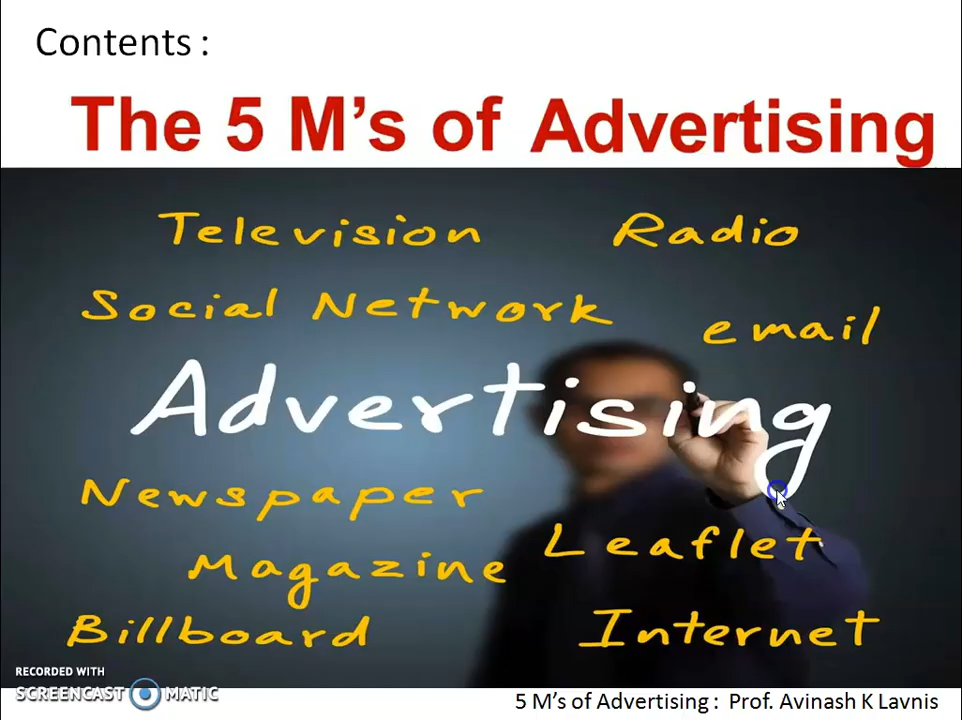 Contents :
The 5 M's of Advertising
Television Radio
Social Network email
Advertising
Newspaper
Leaflet
Magazine
Billboard Internet
RECORDED WITH
SCREENCAST MATIC
5 M's of Advertising : Prof. Avinash K Lavnis